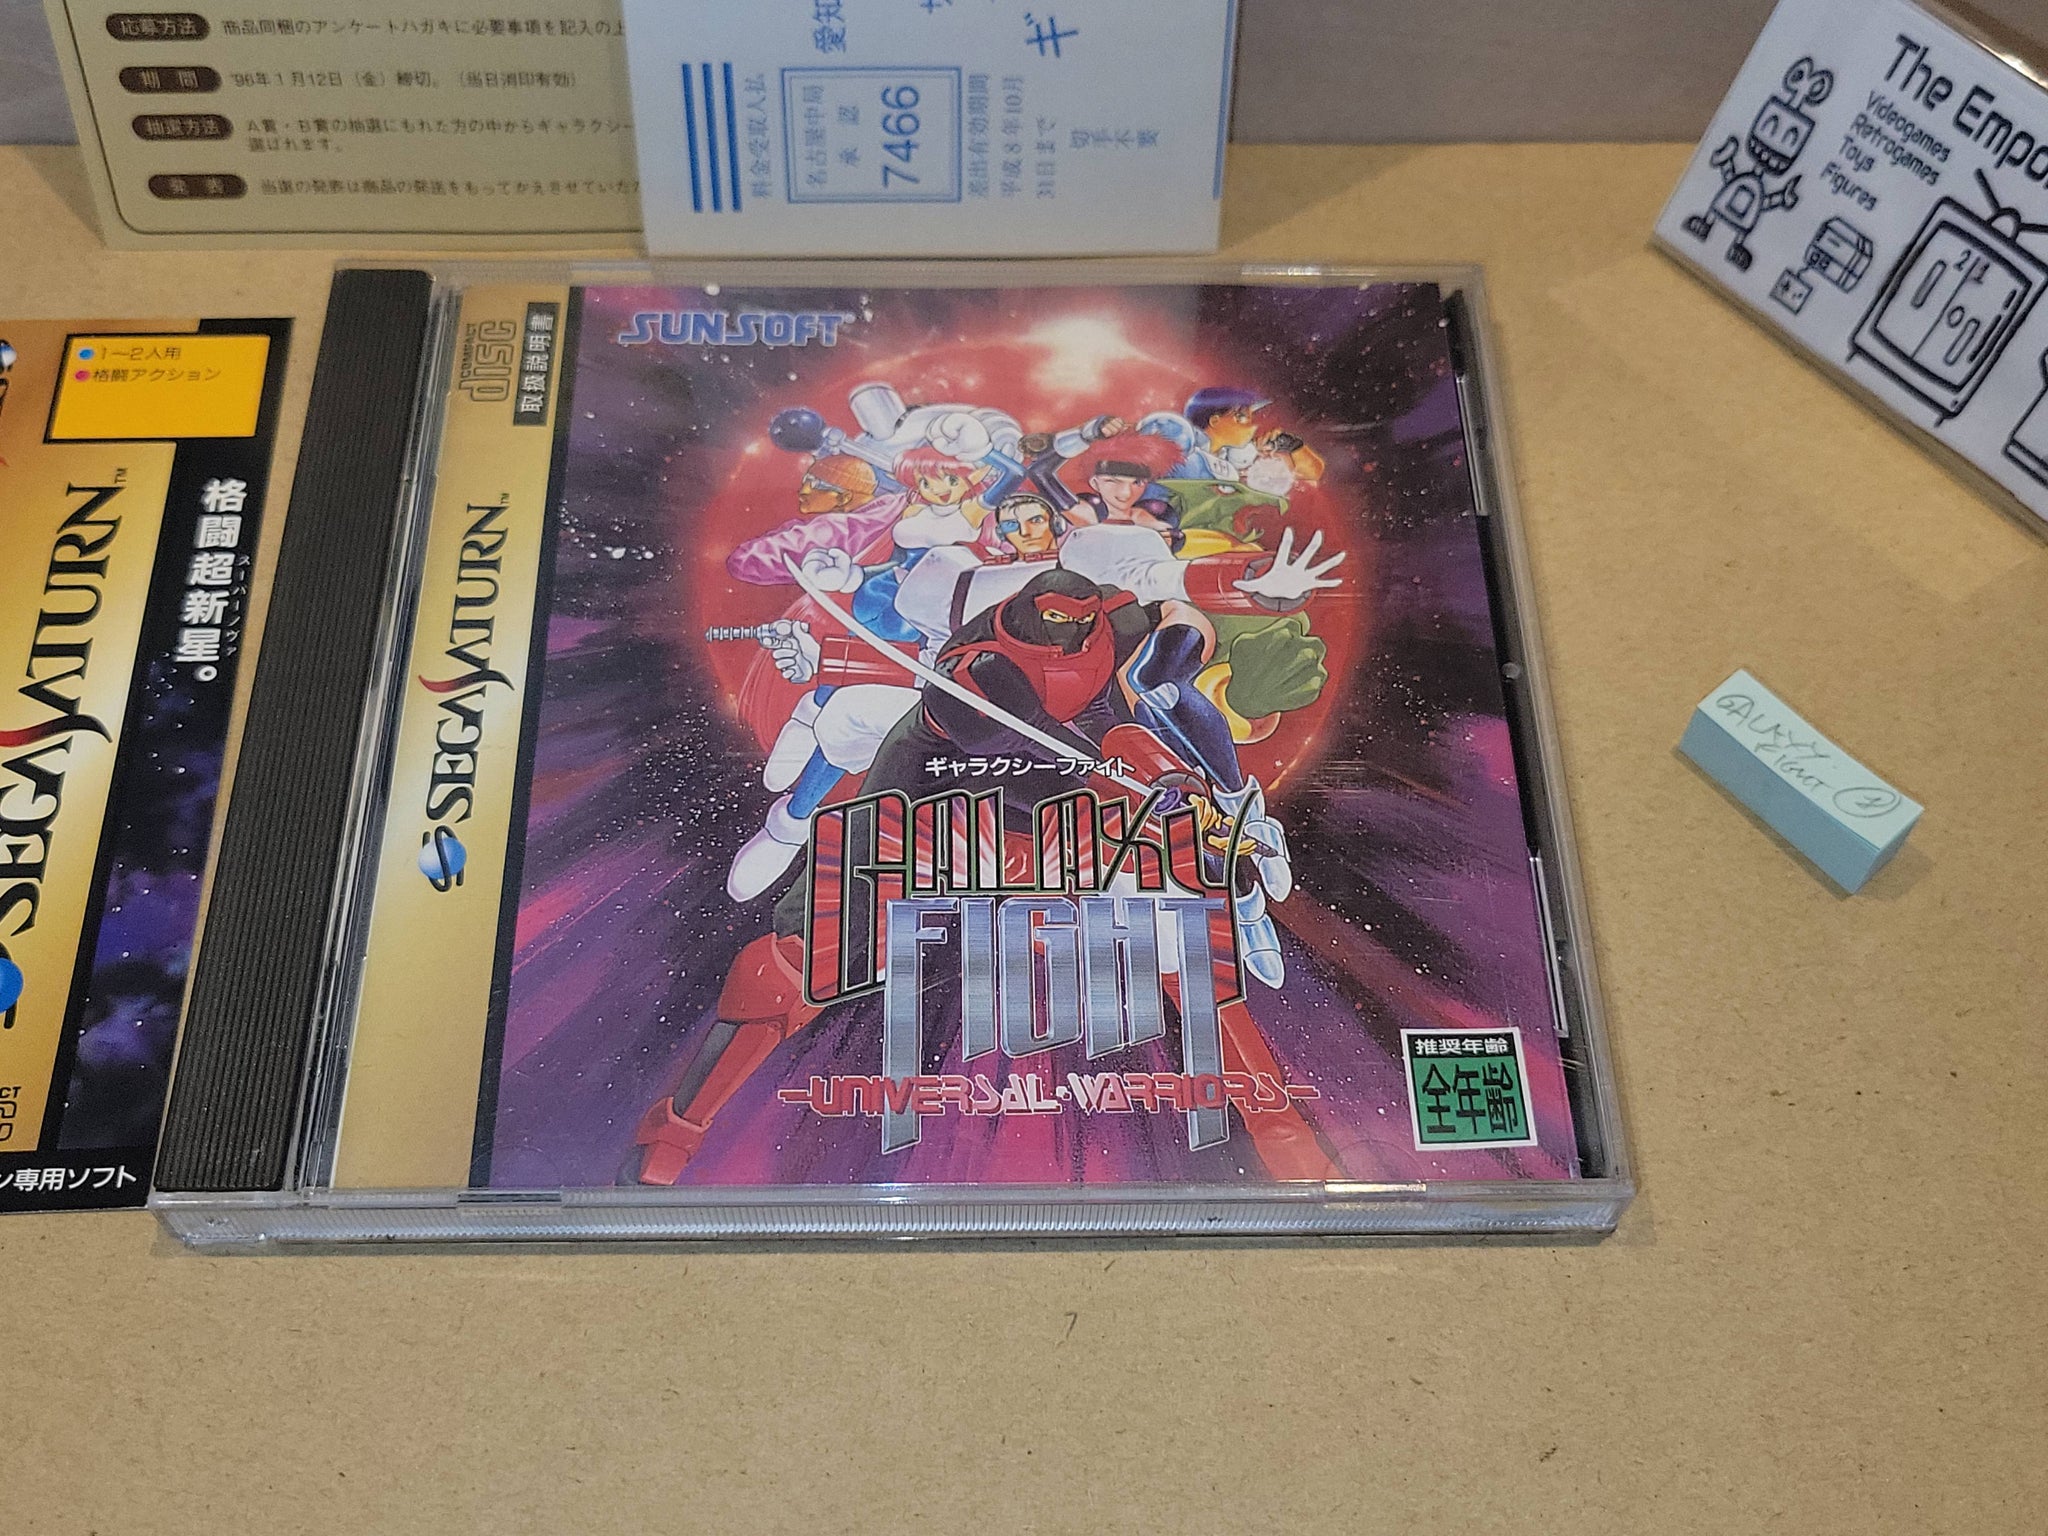 応募方法 商品同梱のアンケートハガキに必要事項を記入の上
期間 '96年1月12日(金)締切。(当日消印有効)
抽選方法 A賞・B賞の抽選にもれた方の中からギャラクシー
選ばれます。
発表 当選の発表は商品の発送をもってかえさせていただ
愛知
ギ
料金受取人払
名古屋中局
承認
74466
差出有効期間
平成8年10月
31日まで
切手不要
The Empo
Videogames
Retrogames
Toys
Figures
21
1〜2人用
格闘アクション
SEGA SATURN™
格闘超新星。
スーパーノヴァ
ン専用ソフト
COMPACT
disc
取扱説明書
SEGA SATURN™
SUNSOFT®
ギャラクシーファイト
GALAXY
FIGHT
-UNIVERSAL·WARRIORS-
推奨年齢
全年齢
GALAXY
FIGHT